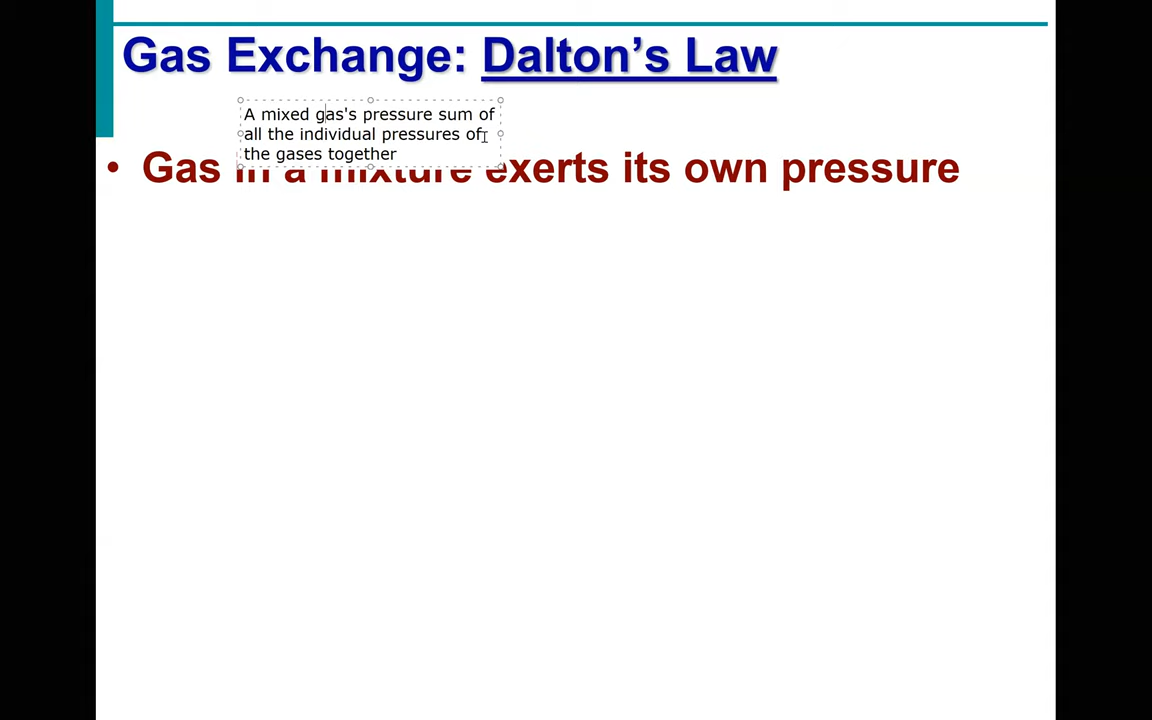 Gas Exchange: Dalton's Law
A mixed gas's pressure sum of
all the individual pressures of
the gases together
• Gas in a mixture exerts its own pressure